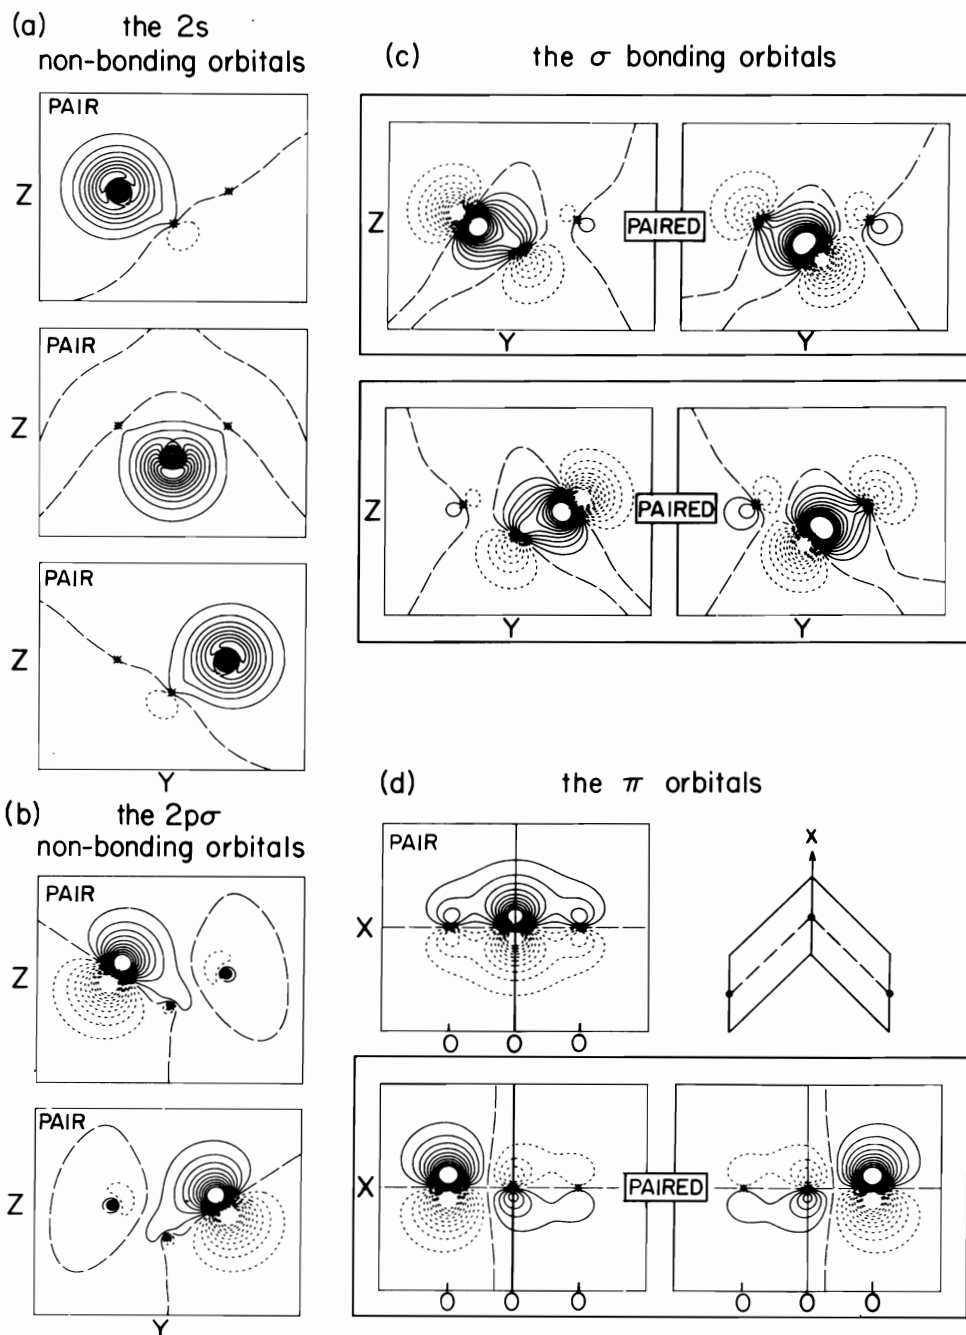 (a) the 2s
non-bonding orbitals
PAIR
Z
PAIR
Z
PAIR
Z
Y
(b) the 2pσ
non-bonding orbitals
PAIR
Z
PAIR
Z
Y
(c) the σ bonding orbitals
Z
PAIRED
Y
Y
Z
PAIRED
Y
Y
(d) the π orbitals
PAIR
X
O O O
X
X
PAIRED
O O O
O O O